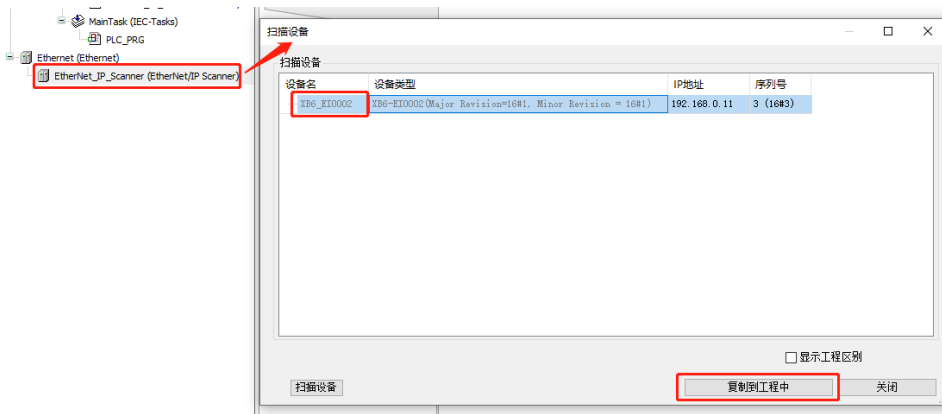 MainTask (IEC-Tasks)
PLC_PRG
Ethernet (Ethernet)
EtherNet_IP_Scanner (EtherNet/IP Scanner)
扫描设备
扫描设备
设备名 设备类型 IP地址 序列号
XB6_EI0002 XB6-EI0002(Major Revision=16#1, Minor Revision = 16#1) 192.168.0.11 3 (16#3)
显示工程区别
扫描设备 复制到工程中 关闭